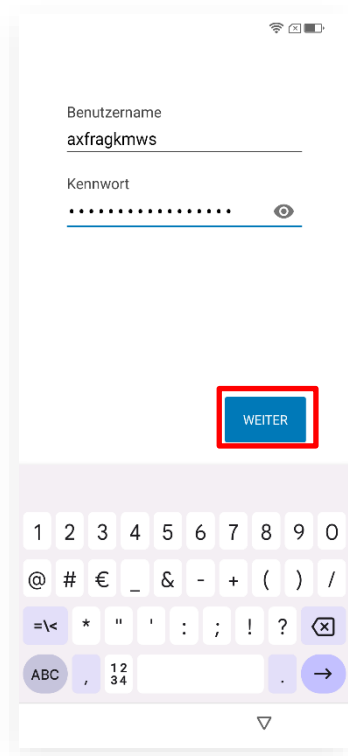 Benutzername
axfragkmws
Kennwort
•••••••••••••••••
WEITER
1 2 3 4 5 6 7 8 9 0
@ # € _ & - + ( ) /
=\< * " ' : ; ! ?
ABC , 12 34 .